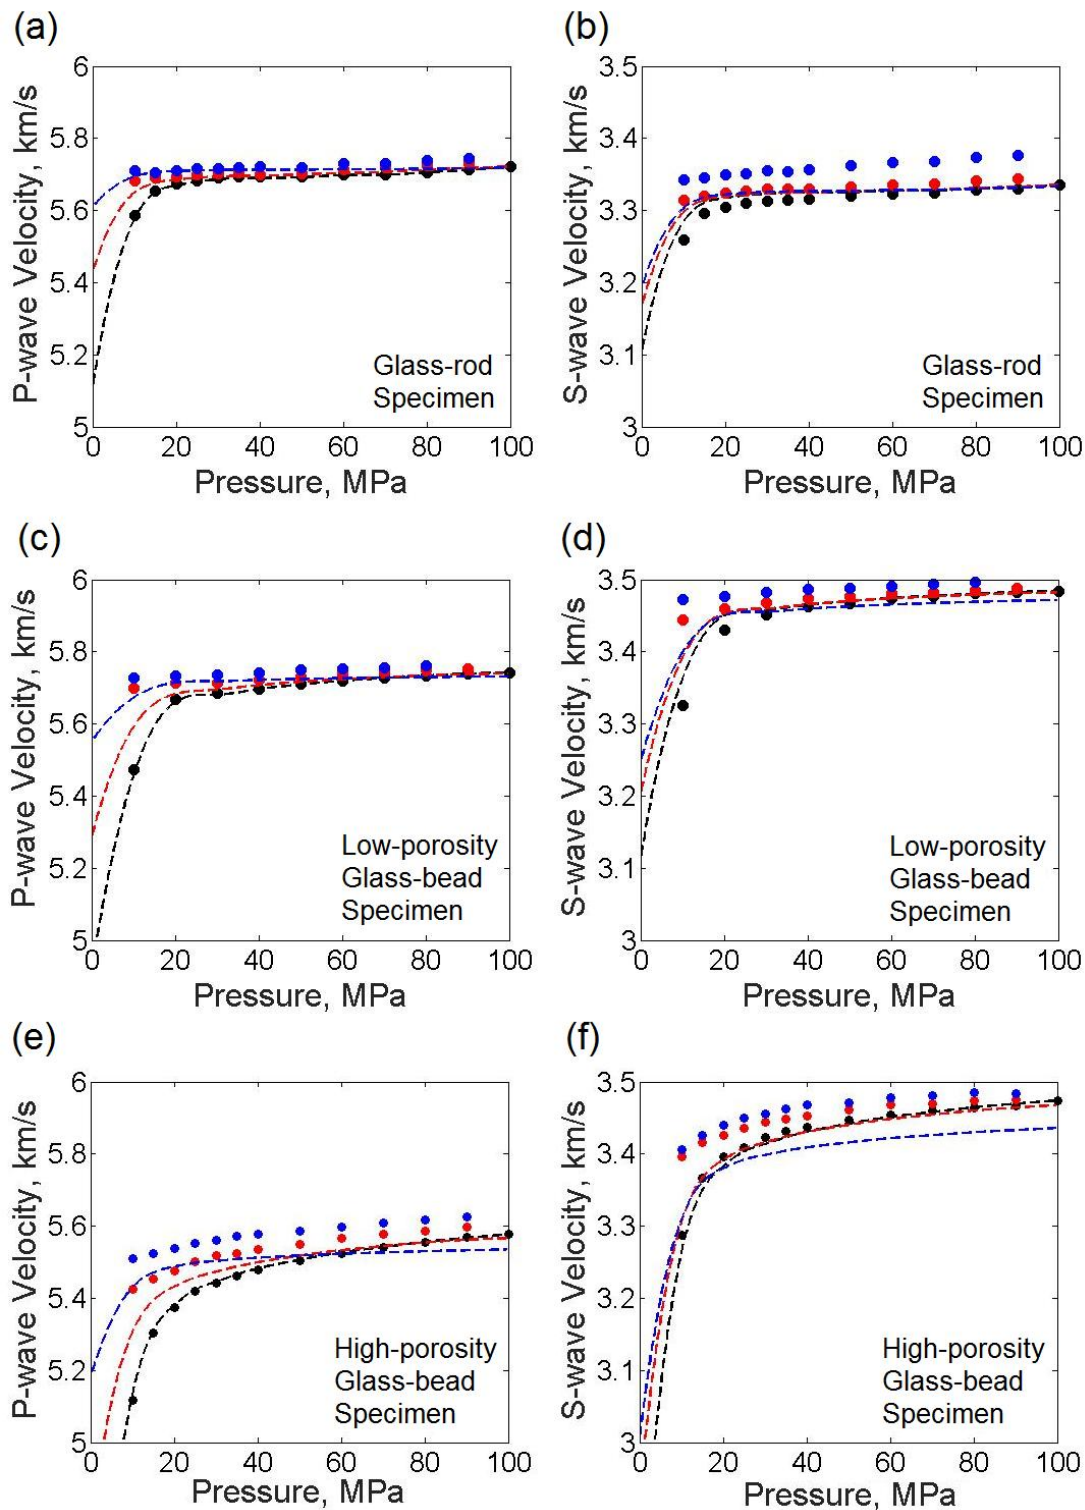 (a)
P-wave Velocity, km/s
6
5.8
5.6
5.4
5.2
5
0 20 40 60 80 100
Pressure, MPa
Glass-rod
Specimen
(b)
S-wave Velocity, km/s
3.5
3.4
3.3
3.2
3.1
3
0 20 40 60 80 100
Pressure, MPa
Glass-rod
Specimen
(c)
P-wave Velocity, km/s
6
5.8
5.6
5.4
5.2
5
0 20 40 60 80 100
Pressure, MPa
Low-porosity
Glass-bead
Specimen
(d)
S-wave Velocity, km/s
3.5
3.4
3.3
3.2
3.1
3
0 20 40 60 80 100
Pressure, MPa
Low-porosity
Glass-bead
Specimen
(e)
P-wave Velocity, km/s
6
5.8
5.6
5.4
5.2
5
0 20 40 60 80 100
Pressure, MPa
High-porosity
Glass-bead
Specimen
(f)
S-wave Velocity, km/s
3.5
3.4
3.3
3.2
3.1
3
0 20 40 60 80 100
Pressure, MPa
High-porosity
Glass-bead
Specimen